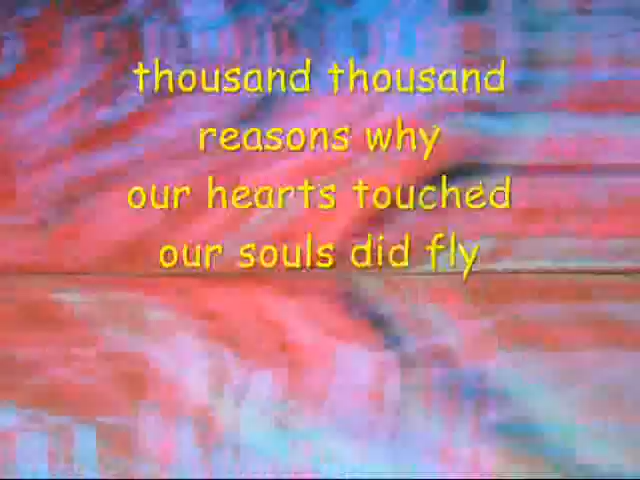 thousand thousand
reasons why
our hearts touched
our souls did fly